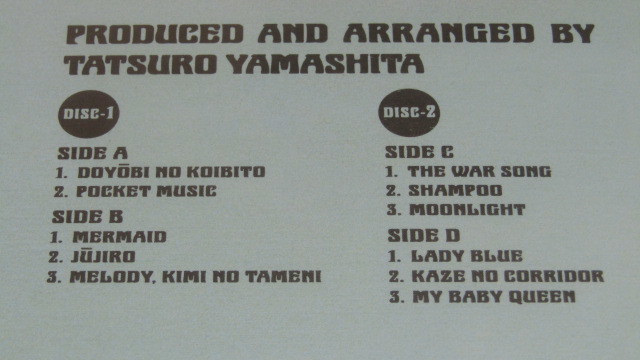 PRODUCED AND ARRANGED BY
TATSURO YAMASHITA
DISC-1
SIDE A
1. DOYŌBI NO KOIBITO
2. POCKET MUSIC
SIDE B
1. MERMAID
2. JŪJIRO
3. MELODY, KIMI NO TAMENI
DISC-2
SIDE C
1. THE WAR SONG
2. SHAMPOO
3. MOONLIGHT
SIDE D
1. LADY BLUE
2. KAZE NO CORRIDOR
3. MY BABY QUEEN